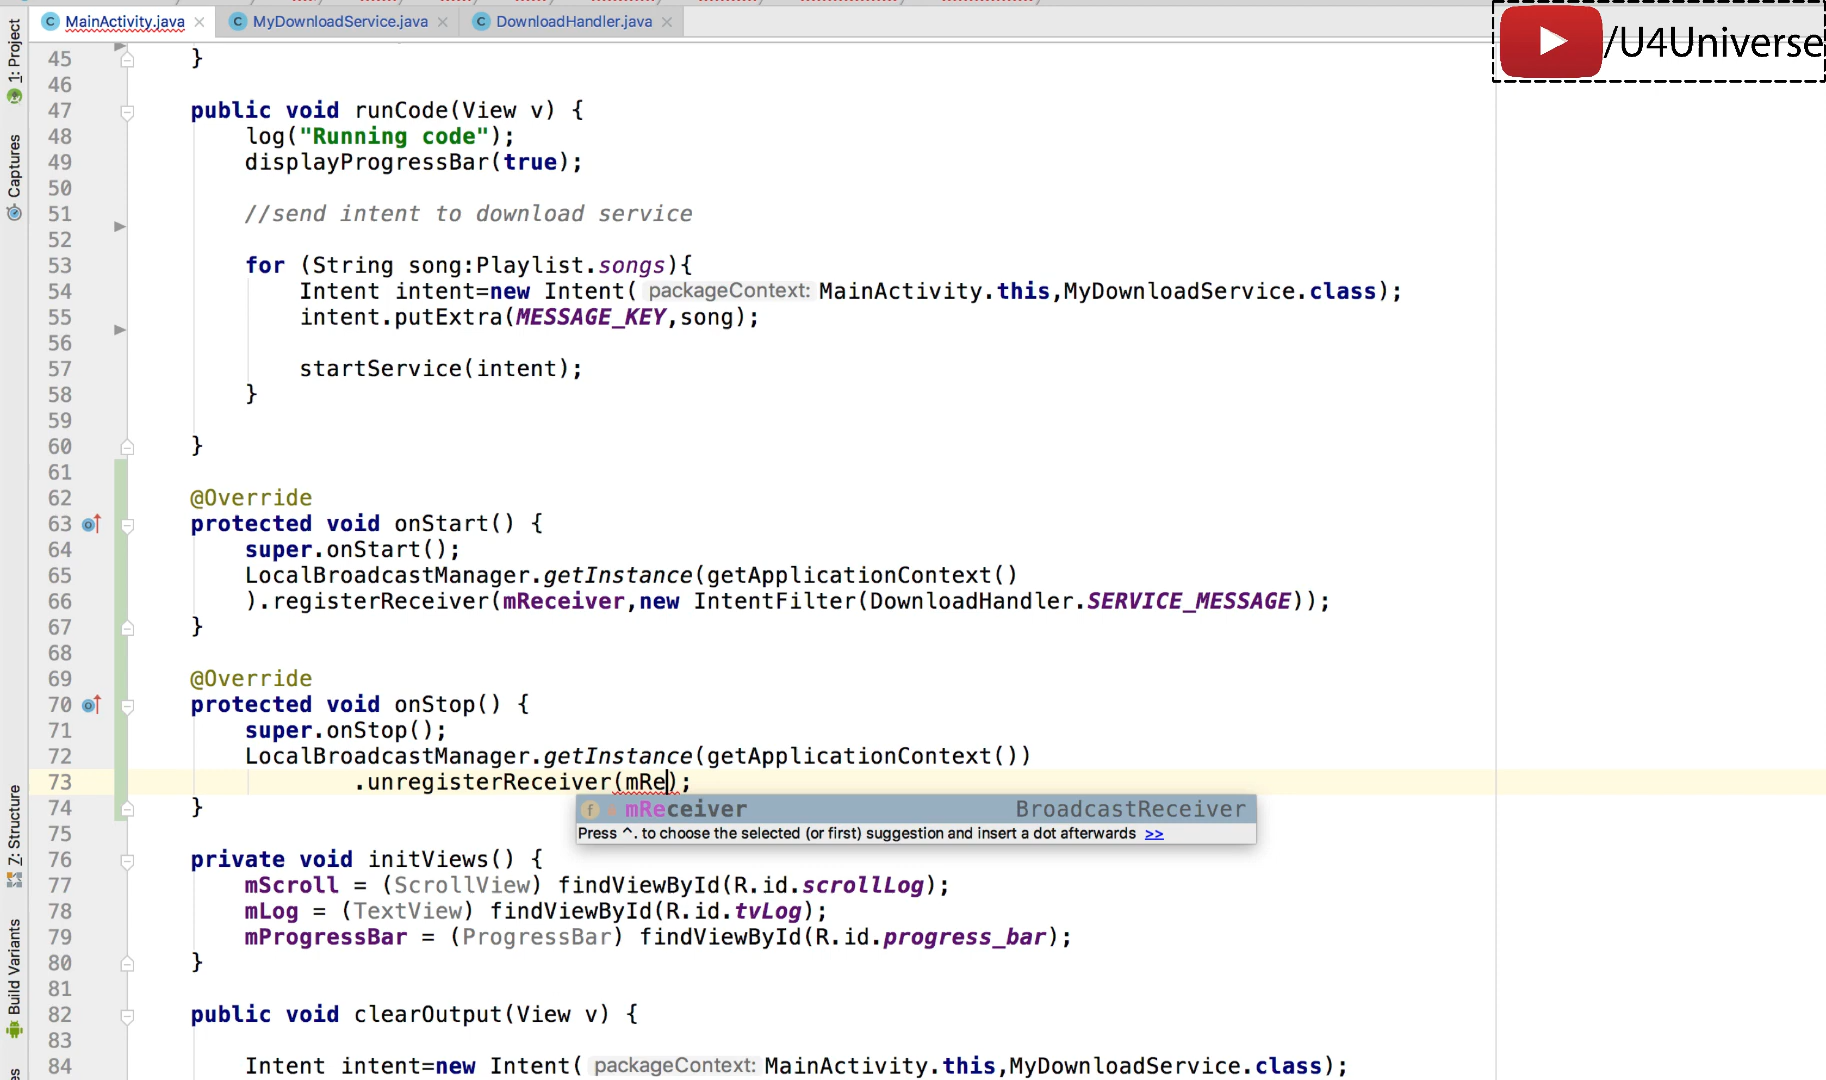 MainActivity.java
MyDownloadService.java
DownloadHandler.java
/U4Universe
1: Project
Captures
Z: Structure
Build Variants
45 }
46
47 public void runCode(View v) {
48 log("Running code");
49 displayProgressBar(true);
50
51 //send intent to download service
52
53 for (String song:Playlist.songs){
54 Intent intent=new Intent( packageContext: MainActivity.this,MyDownloadService.class);
55 intent.putExtra(MESSAGE_KEY,song);
56
57 startService(intent);
58 }
59
60 }
61
62 @Override
63 protected void onStart() {
64 super.onStart();
65 LocalBroadcastManager.getInstance(getApplicationContext()
66 ).registerReceiver(mReceiver,new IntentFilter(DownloadHandler.SERVICE_MESSAGE));
67 }
68
69 @Override
70 protected void onStop() {
71 super.onStop();
72 LocalBroadcastManager.getInstance(getApplicationContext())
73 .unregisterReceiver(mRe);
74 }
mReceiver BroadcastReceiver
Press ^. to choose the selected (or first) suggestion and insert a dot afterwards >>
75
76 private void initViews() {
77 mScroll = (ScrollView) findViewById(R.id.scrollLog);
78 mLog = (TextView) findViewById(R.id.tvLog);
79 mProgressBar = (ProgressBar) findViewById(R.id.progress_bar);
80 }
81
82 public void clearOutput(View v) {
83
84 Intent intent=new Intent( packageContext: MainActivity.this,MyDownloadService.class);